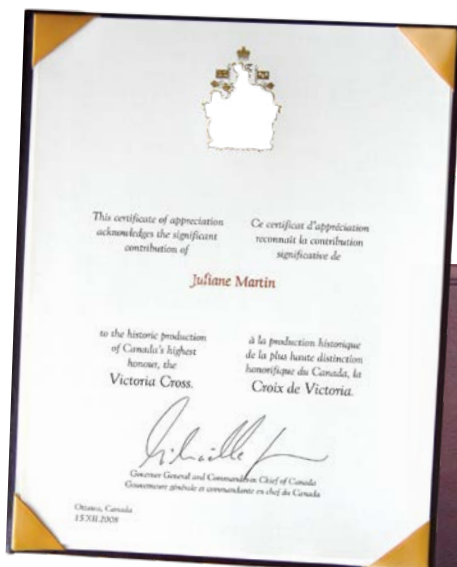 This certificate of appreciation
acknowledges the significant
contribution of
Ce certificat d'appréciation
reconnaît la contribution
significative de
Juliane Martin
to the historic production
of Canada's highest
honour, the
Victoria Cross.
à la production historique
de la plus haute distinction
honorifique du Canada, la
Croix de Victoria.
Governor General and Commander in Chief of Canada
Gouverneure générale et commandante en chef du Canada
Ottawa, Canada
15.XII.2008